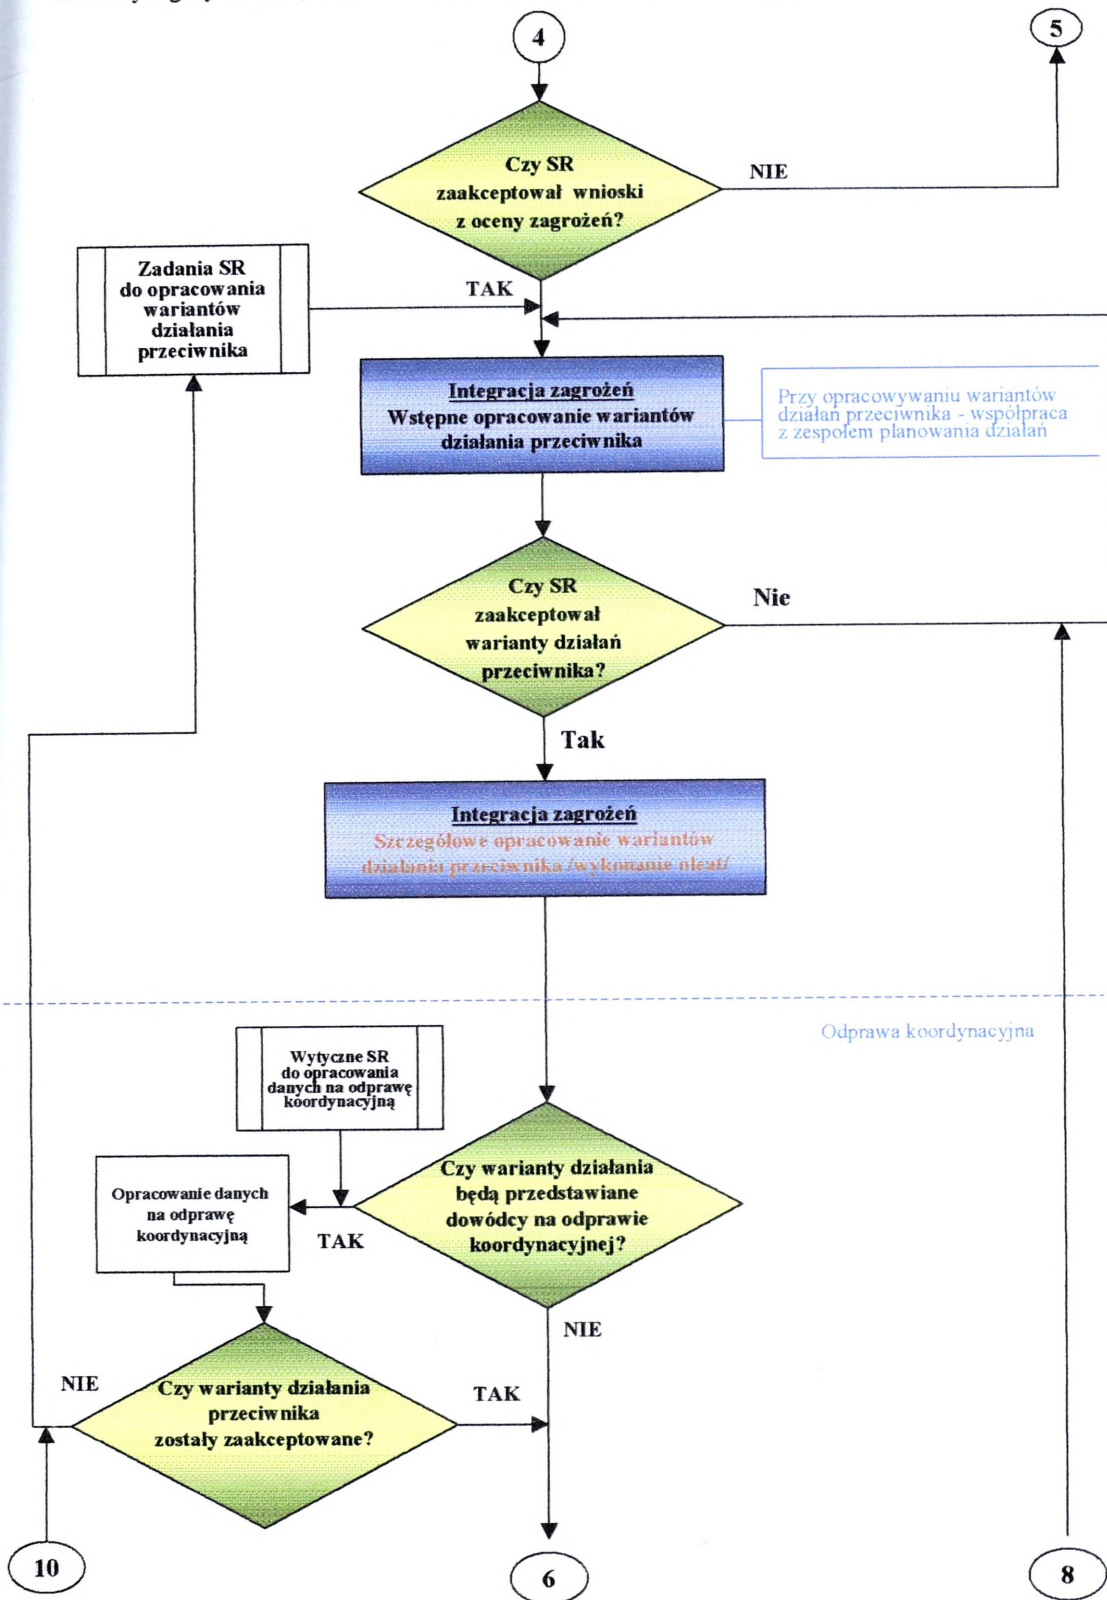 4
5
Czy SR
zaakceptował wnioski
z oceny zagrożeń?
NIE
TAK
Zadania SR
do opracowania
wariantów
działania
przeciwnika
Integracja zagrożeń
Wstępne opracowanie wariantów
działania przeciwnika
Przy opracowywaniu wariantów
działań przeciwnika - współpraca
z zespołem planowania działań
Czy SR
zaakceptował
warianty działań
przeciwnika?
Nie
Tak
Integracja zagrożeń
Szczegółowe opracowanie wariantów
działania przeciwnika /wykonanie oleat/
Odprawa koordynacyjna
Wytyczne SR
do opracowania
danych na odprawę
koordynacyjną
Czy warianty działania
będą przedstawiane
dowódcy na odprawie
koordynacyjnej?
Opracowanie danych
na odprawę
koordynacyjną
TAK
NIE
NIE
Czy warianty działania
przeciwnika
zostały zaakceptowane?
TAK
10
6
8